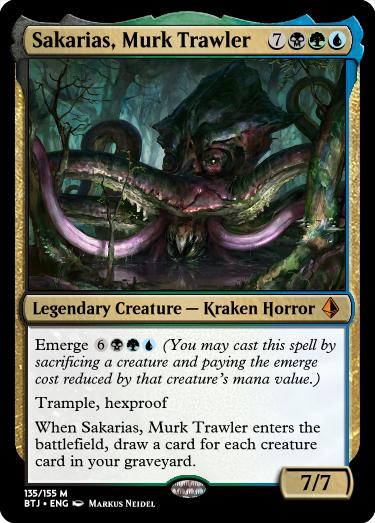 Sakarias, Murk Trawler 7
Legendary Creature — Kraken Horror
Emerge 6 (You may cast this spell by
sacrificing a creature and paying the emerge
cost reduced by that creature's mana value.)
Trample, hexproof
When Sakarias, Murk Trawler enters the
battlefield, draw a card for each creature
card in your graveyard.
7/7
135/155 M
BTJ • ENG Markus Neidel